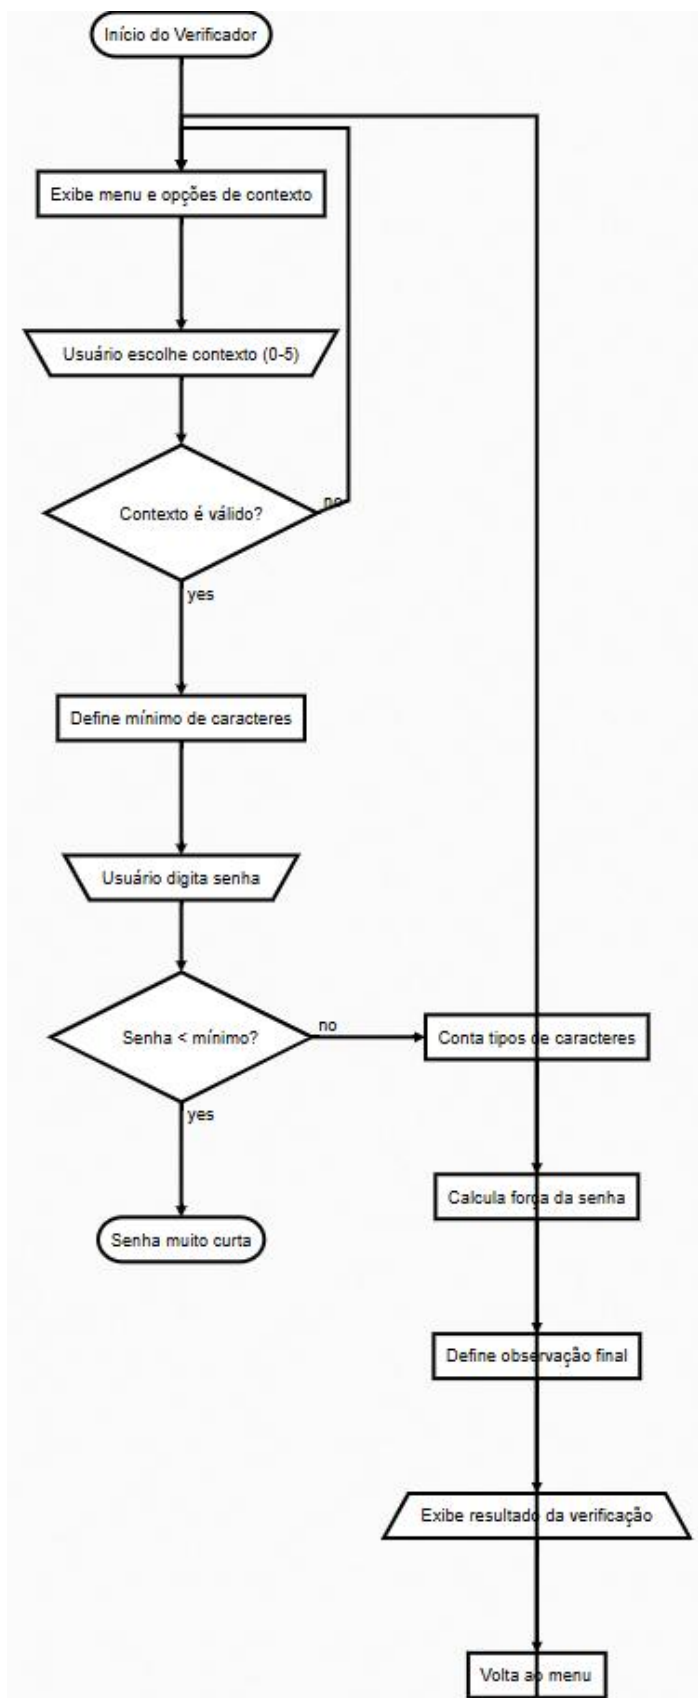 Início do Verificador
Exibe menu e opções de contexto
Usuário escolhe contexto (0-5)
no
Contexto é válido?
yes
Define mínimo de caracteres
Usuário digita senha
Senha < mínimo?
no
Conta tipos de caracteres
yes
Calcula força da senha
Senha muito curta
Define observação final
Exibe resultado da verificação
Volta ao menu